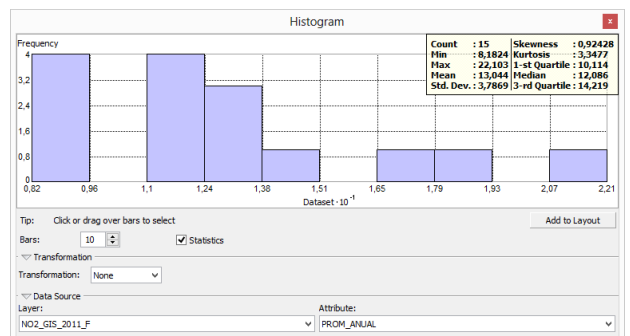 Histogram
x
Frequency
Count : 15 Skewness : 0,92428
Min : 8,1824 Kurtosis : 3,3477
Max : 22,103 1-st Quartile : 10,114
Mean : 13,044 Median : 12,086
Std. Dev. : 3,7869 3-rd Quartile : 14,219
4
3,2
2,4
1,6
0,8
0
0,82 0,96 1,1 1,24 1,38 1,51 1,65 1,79 1,93 2,07 2,21
Dataset · 10 -1
Tip: Click or drag over bars to select
Add to Layout
Bars: 10 Statistics
Transformation
Transformation: None
Data Source
Layer: Attribute:
NO2_GIS_2011_F PROM_ANUAL